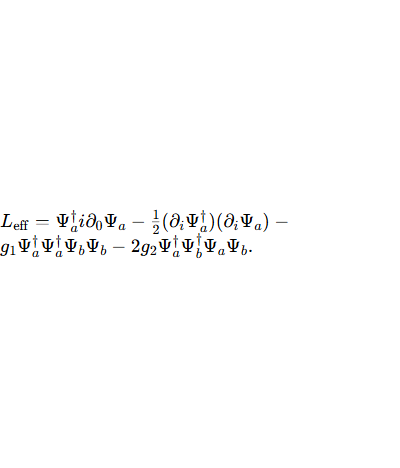 L_eff = Ψ_a^† i∂_0 Ψ_a − ½(∂_i Ψ_a^†)(∂_i Ψ_a) −
g_1 Ψ_a^† Ψ_a^† Ψ_b Ψ_b − 2g_2 Ψ_a^† Ψ_b^† Ψ_a Ψ_b.